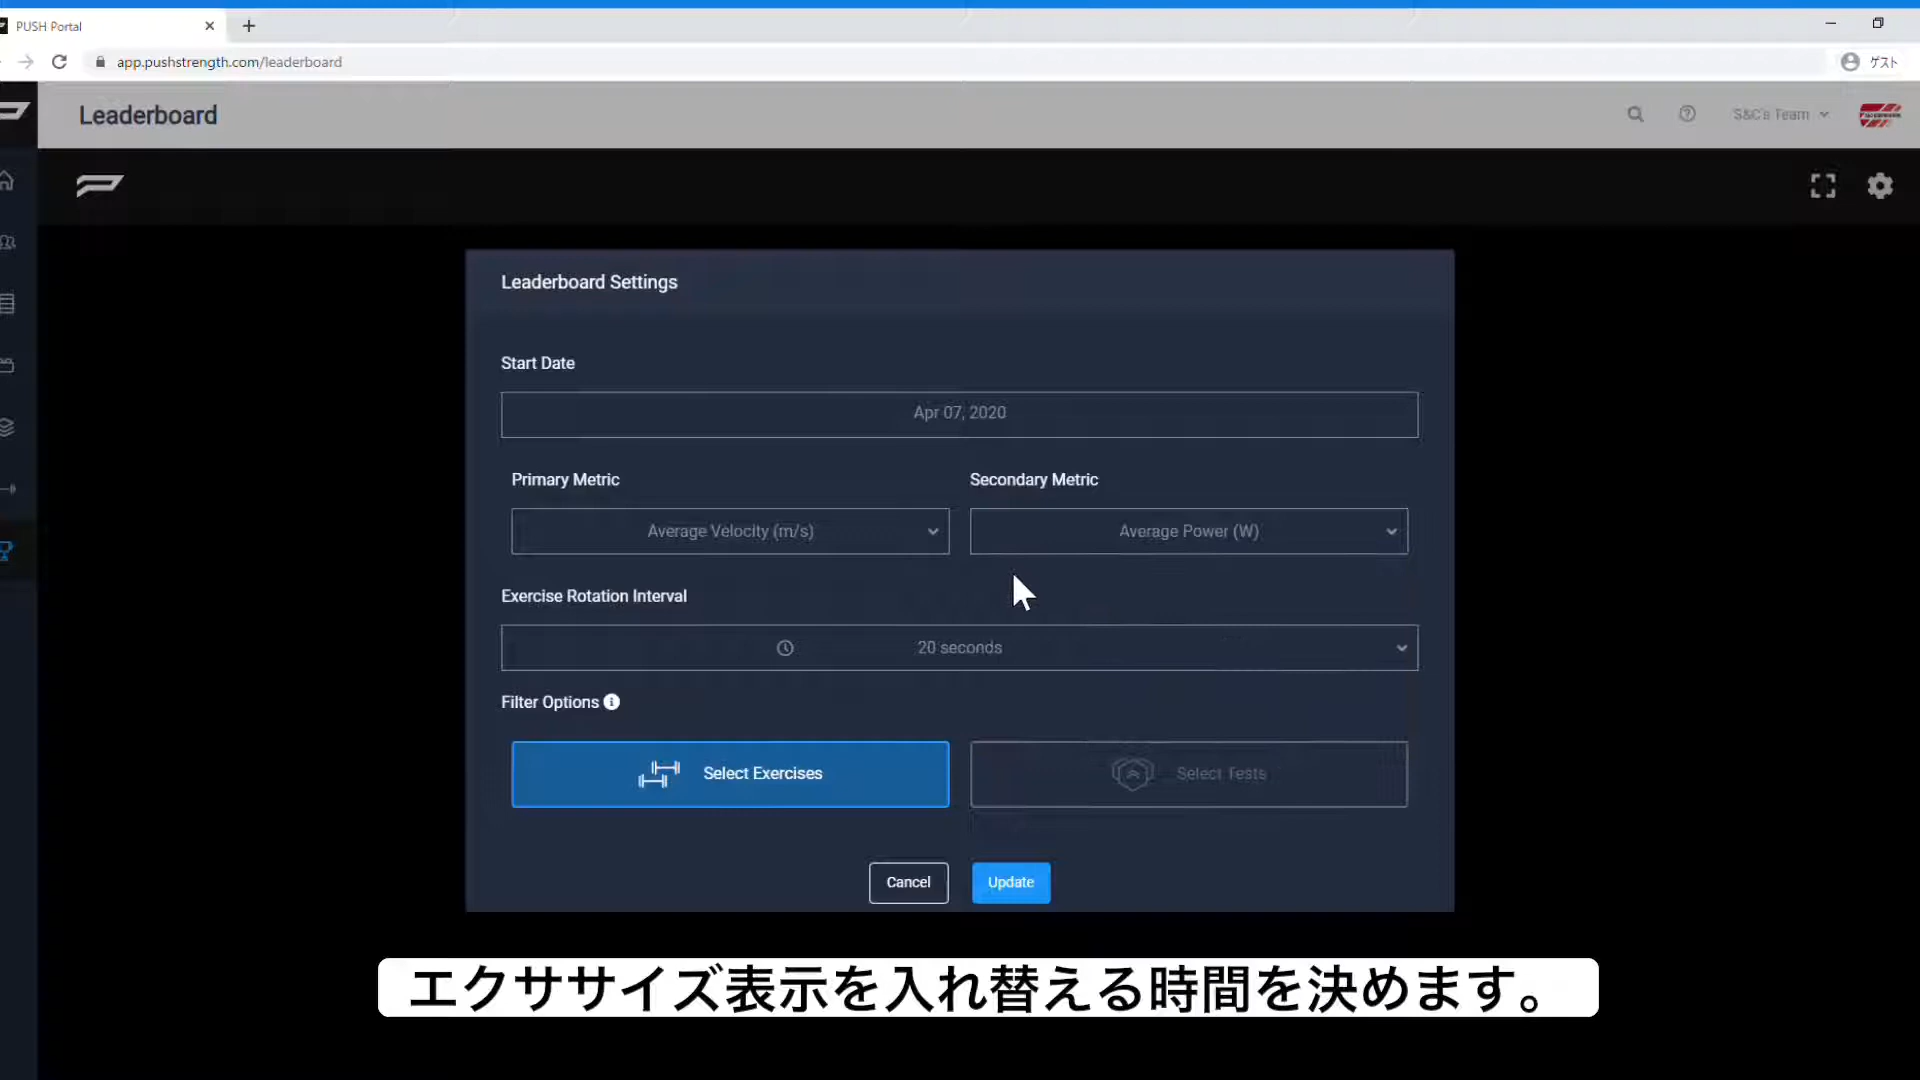 PUSH Portal
app.pushstrength.com/leaderboard
ゲスト
Leaderboard
S&C's Team
Leaderboard Settings
Start Date
Apr 07, 2020
Primary Metric
Secondary Metric
Average Velocity (m/s)
Average Power (W)
Exercise Rotation Interval
20 seconds
Filter Options
Select Exercises
Select Tests
Cancel
Update
エクササイズ表示を入れ替える時間を決めます。